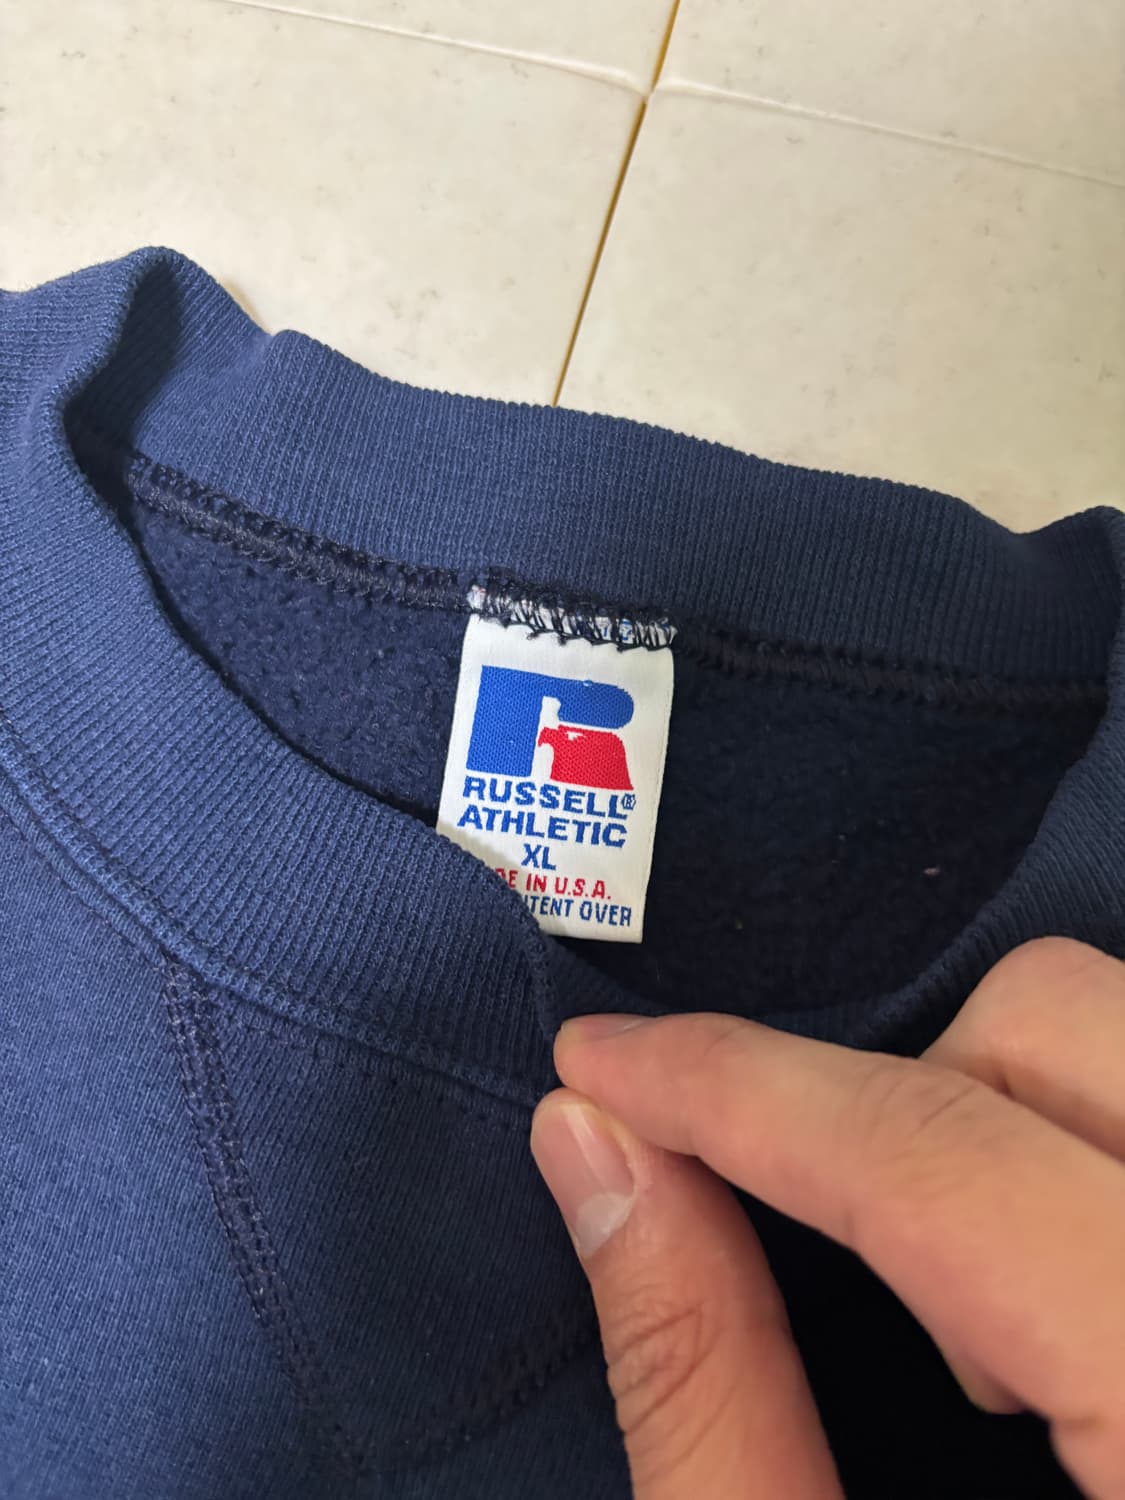 RUSSELL®
ATHLETIC
XL
IN U.S.A.
OVER